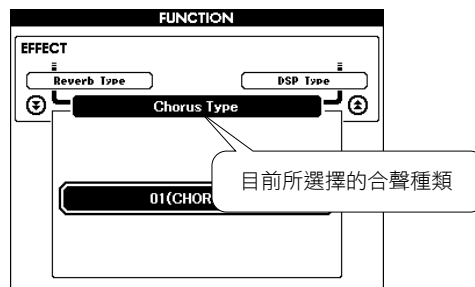 FUNCTION
EFFECT
Reverb Type
DSP Type
Chorus Type
目前所選擇的合聲種類
01(CHOR